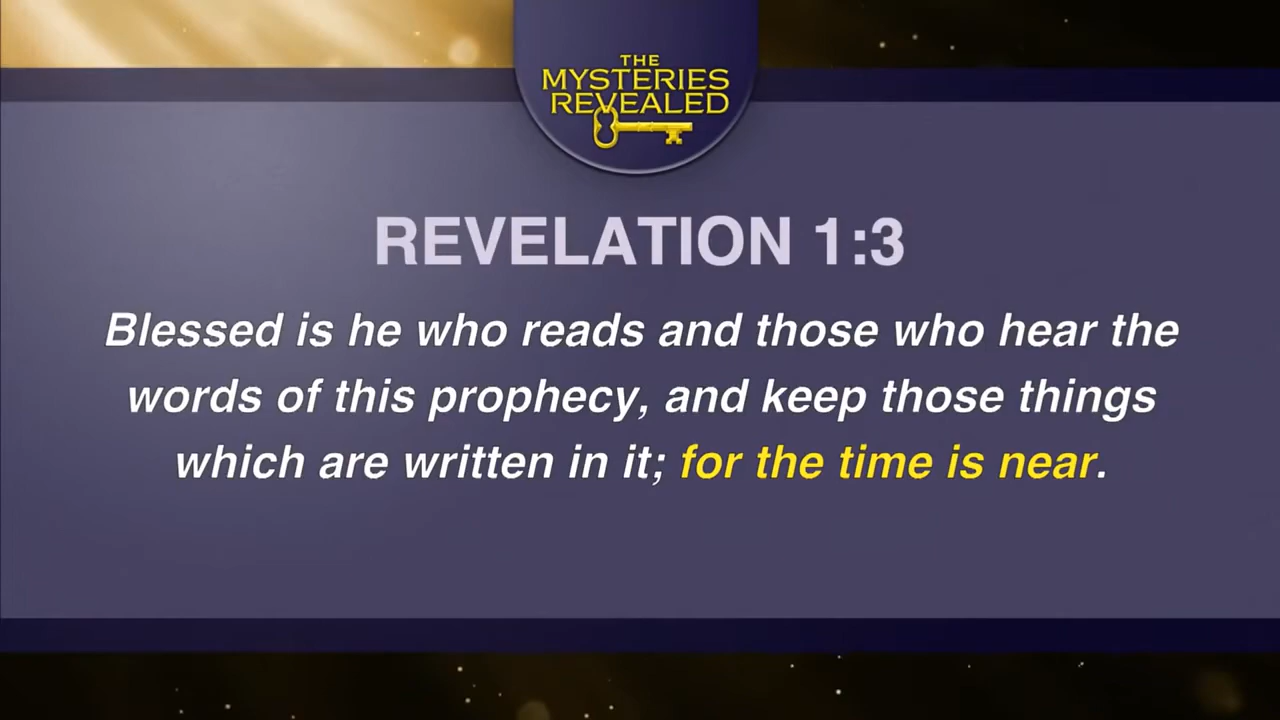 THE
MYSTERIES
REVEALED
REVELATION 1:3
Blessed is he who reads and those who hear the
words of this prophecy, and keep those things
which are written in it; for the time is near.